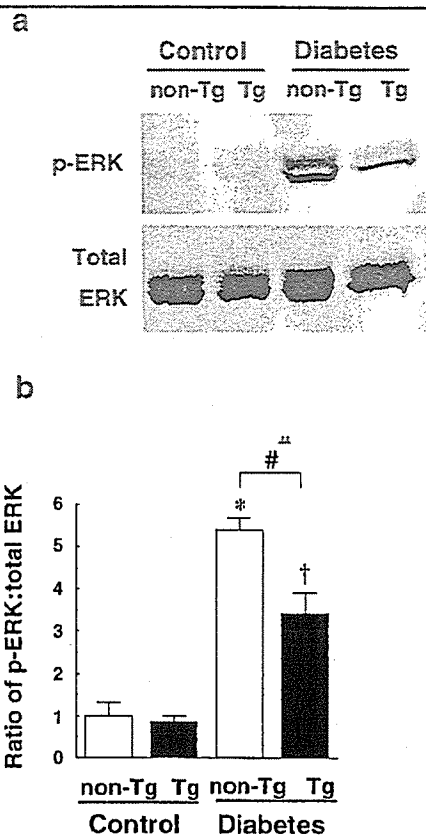 a
Control Diabetes
non-Tg Tg non-Tg Tg
p-ERK
Total
ERK
b
Ratio of p-ERK:total ERK
6
5
4
3
2
1
0
#
*
†
non-Tg Tg non-Tg Tg
Control Diabetes